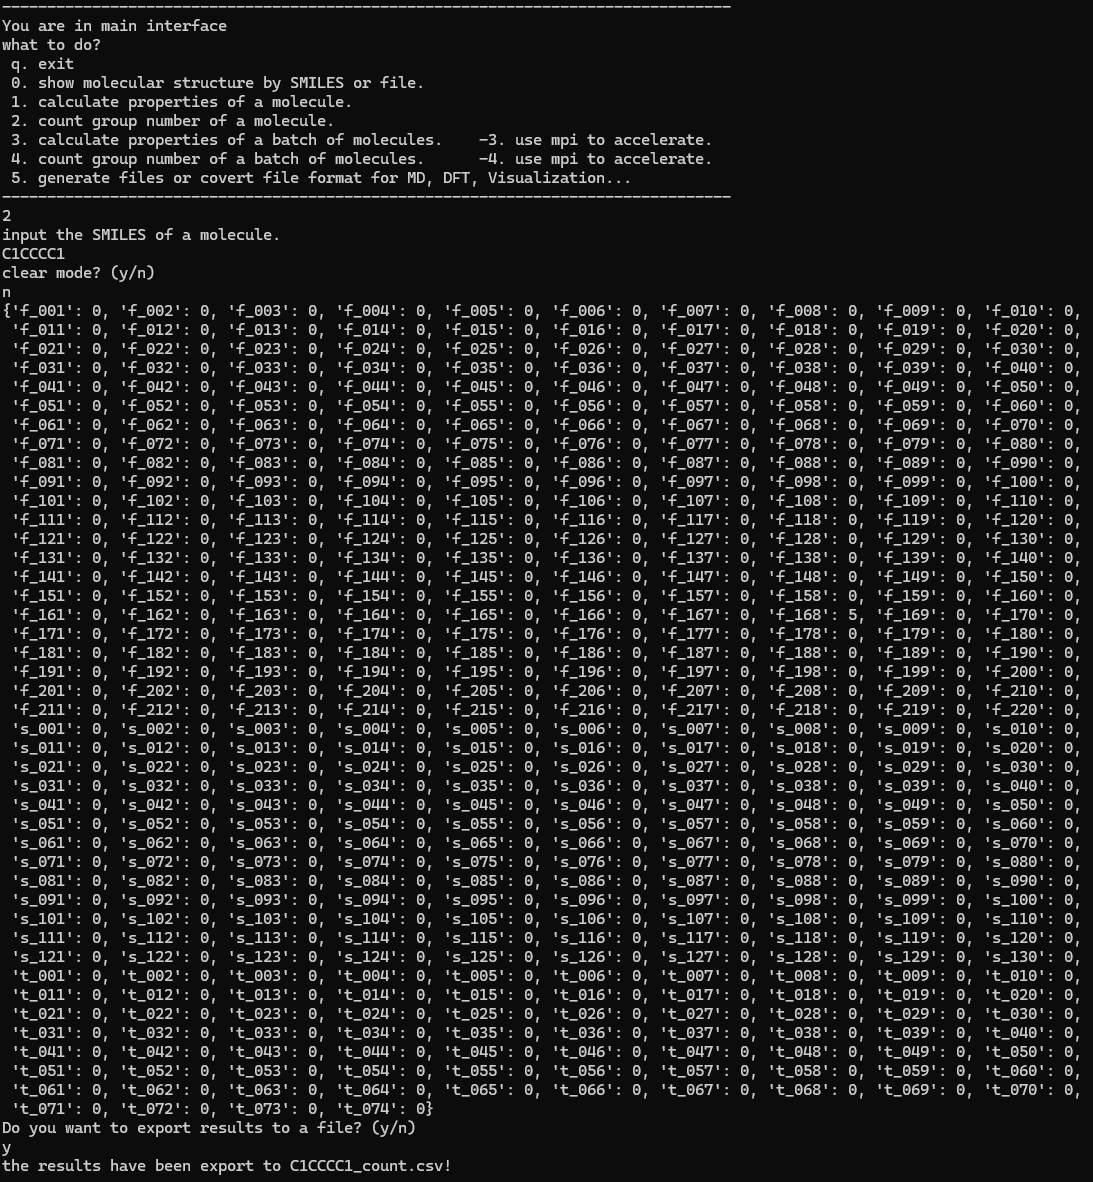 ---------------------------------------------------------------------------------
You are in main interface
what to do?
 q. exit
 0. show molecular structure by SMILES or file.
 1. calculate properties of a molecule.
 2. count group number of a molecule.
 3. calculate properties of a batch of molecules.    -3. use mpi to accelerate.
 4. count group number of a batch of molecules.      -4. use mpi to accelerate.
 5. generate files or covert file format for MD, DFT, Visualization...
---------------------------------------------------------------------------------
2
input the SMILES of a molecule.
C1CCCC1
clear mode? (y/n)
n
{'f_001': 0, 'f_002': 0, 'f_003': 0, 'f_004': 0, 'f_005': 0, 'f_006': 0, 'f_007': 0, 'f_008': 0, 'f_009': 0, 'f_010': 0,
 'f_011': 0, 'f_012': 0, 'f_013': 0, 'f_014': 0, 'f_015': 0, 'f_016': 0, 'f_017': 0, 'f_018': 0, 'f_019': 0, 'f_020': 0,
 'f_021': 0, 'f_022': 0, 'f_023': 0, 'f_024': 0, 'f_025': 0, 'f_026': 0, 'f_027': 0, 'f_028': 0, 'f_029': 0, 'f_030': 0,
 'f_031': 0, 'f_032': 0, 'f_033': 0, 'f_034': 0, 'f_035': 0, 'f_036': 0, 'f_037': 0, 'f_038': 0, 'f_039': 0, 'f_040': 0,
 'f_041': 0, 'f_042': 0, 'f_043': 0, 'f_044': 0, 'f_045': 0, 'f_046': 0, 'f_047': 0, 'f_048': 0, 'f_049': 0, 'f_050': 0,
 'f_051': 0, 'f_052': 0, 'f_053': 0, 'f_054': 0, 'f_055': 0, 'f_056': 0, 'f_057': 0, 'f_058': 0, 'f_059': 0, 'f_060': 0,
 'f_061': 0, 'f_062': 0, 'f_063': 0, 'f_064': 0, 'f_065': 0, 'f_066': 0, 'f_067': 0, 'f_068': 0, 'f_069': 0, 'f_070': 0,
 'f_071': 0, 'f_072': 0, 'f_073': 0, 'f_074': 0, 'f_075': 0, 'f_076': 0, 'f_077': 0, 'f_078': 0, 'f_079': 0, 'f_080': 0,
 'f_081': 0, 'f_082': 0, 'f_083': 0, 'f_084': 0, 'f_085': 0, 'f_086': 0, 'f_087': 0, 'f_088': 0, 'f_089': 0, 'f_090': 0,
 'f_091': 0, 'f_092': 0, 'f_093': 0, 'f_094': 0, 'f_095': 0, 'f_096': 0, 'f_097': 0, 'f_098': 0, 'f_099': 0, 'f_100': 0,
 'f_101': 0, 'f_102': 0, 'f_103': 0, 'f_104': 0, 'f_105': 0, 'f_106': 0, 'f_107': 0, 'f_108': 0, 'f_109': 0, 'f_110': 0,
 'f_111': 0, 'f_112': 0, 'f_113': 0, 'f_114': 0, 'f_115': 0, 'f_116': 0, 'f_117': 0, 'f_118': 0, 'f_119': 0, 'f_120': 0,
 'f_121': 0, 'f_122': 0, 'f_123': 0, 'f_124': 0, 'f_125': 0, 'f_126': 0, 'f_127': 0, 'f_128': 0, 'f_129': 0, 'f_130': 0,
 'f_131': 0, 'f_132': 0, 'f_133': 0, 'f_134': 0, 'f_135': 0, 'f_136': 0, 'f_137': 0, 'f_138': 0, 'f_139': 0, 'f_140': 0,
 'f_141': 0, 'f_142': 0, 'f_143': 0, 'f_144': 0, 'f_145': 0, 'f_146': 0, 'f_147': 0, 'f_148': 0, 'f_149': 0, 'f_150': 0,
 'f_151': 0, 'f_152': 0, 'f_153': 0, 'f_154': 0, 'f_155': 0, 'f_156': 0, 'f_157': 0, 'f_158': 0, 'f_159': 0, 'f_160': 0,
 'f_161': 0, 'f_162': 0, 'f_163': 0, 'f_164': 0, 'f_165': 0, 'f_166': 0, 'f_167': 0, 'f_168': 5, 'f_169': 0, 'f_170': 0,
 'f_171': 0, 'f_172': 0, 'f_173': 0, 'f_174': 0, 'f_175': 0, 'f_176': 0, 'f_177': 0, 'f_178': 0, 'f_179': 0, 'f_180': 0,
 'f_181': 0, 'f_182': 0, 'f_183': 0, 'f_184': 0, 'f_185': 0, 'f_186': 0, 'f_187': 0, 'f_188': 0, 'f_189': 0, 'f_190': 0,
 'f_191': 0, 'f_192': 0, 'f_193': 0, 'f_194': 0, 'f_195': 0, 'f_196': 0, 'f_197': 0, 'f_198': 0, 'f_199': 0, 'f_200': 0,
 'f_201': 0, 'f_202': 0, 'f_203': 0, 'f_204': 0, 'f_205': 0, 'f_206': 0, 'f_207': 0, 'f_208': 0, 'f_209': 0, 'f_210': 0,
 'f_211': 0, 'f_212': 0, 'f_213': 0, 'f_214': 0, 'f_215': 0, 'f_216': 0, 'f_217': 0, 'f_218': 0, 'f_219': 0, 'f_220': 0,
 's_001': 0, 's_002': 0, 's_003': 0, 's_004': 0, 's_005': 0, 's_006': 0, 's_007': 0, 's_008': 0, 's_009': 0, 's_010': 0,
 's_011': 0, 's_012': 0, 's_013': 0, 's_014': 0, 's_015': 0, 's_016': 0, 's_017': 0, 's_018': 0, 's_019': 0, 's_020': 0,
 's_021': 0, 's_022': 0, 's_023': 0, 's_024': 0, 's_025': 0, 's_026': 0, 's_027': 0, 's_028': 0, 's_029': 0, 's_030': 0,
 's_031': 0, 's_032': 0, 's_033': 0, 's_034': 0, 's_035': 0, 's_036': 0, 's_037': 0, 's_038': 0, 's_039': 0, 's_040': 0,
 's_041': 0, 's_042': 0, 's_043': 0, 's_044': 0, 's_045': 0, 's_046': 0, 's_047': 0, 's_048': 0, 's_049': 0, 's_050': 0,
 's_051': 0, 's_052': 0, 's_053': 0, 's_054': 0, 's_055': 0, 's_056': 0, 's_057': 0, 's_058': 0, 's_059': 0, 's_060': 0,
 's_061': 0, 's_062': 0, 's_063': 0, 's_064': 0, 's_065': 0, 's_066': 0, 's_067': 0, 's_068': 0, 's_069': 0, 's_070': 0,
 's_071': 0, 's_072': 0, 's_073': 0, 's_074': 0, 's_075': 0, 's_076': 0, 's_077': 0, 's_078': 0, 's_079': 0, 's_080': 0,
 's_081': 0, 's_082': 0, 's_083': 0, 's_084': 0, 's_085': 0, 's_086': 0, 's_087': 0, 's_088': 0, 's_089': 0, 's_090': 0,
 's_091': 0, 's_092': 0, 's_093': 0, 's_094': 0, 's_095': 0, 's_096': 0, 's_097': 0, 's_098': 0, 's_099': 0, 's_100': 0,
 's_101': 0, 's_102': 0, 's_103': 0, 's_104': 0, 's_105': 0, 's_106': 0, 's_107': 0, 's_108': 0, 's_109': 0, 's_110': 0,
 's_111': 0, 's_112': 0, 's_113': 0, 's_114': 0, 's_115': 0, 's_116': 0, 's_117': 0, 's_118': 0, 's_119': 0, 's_120': 0,
 's_121': 0, 's_122': 0, 's_123': 0, 's_124': 0, 's_125': 0, 's_126': 0, 's_127': 0, 's_128': 0, 's_129': 0, 's_130': 0,
 't_001': 0, 't_002': 0, 't_003': 0, 't_004': 0, 't_005': 0, 't_006': 0, 't_007': 0, 't_008': 0, 't_009': 0, 't_010': 0,
 't_011': 0, 't_012': 0, 't_013': 0, 't_014': 0, 't_015': 0, 't_016': 0, 't_017': 0, 't_018': 0, 't_019': 0, 't_020': 0,
 't_021': 0, 't_022': 0, 't_023': 0, 't_024': 0, 't_025': 0, 't_026': 0, 't_027': 0, 't_028': 0, 't_029': 0, 't_030': 0,
 't_031': 0, 't_032': 0, 't_033': 0, 't_034': 0, 't_035': 0, 't_036': 0, 't_037': 0, 't_038': 0, 't_039': 0, 't_040': 0,
 't_041': 0, 't_042': 0, 't_043': 0, 't_044': 0, 't_045': 0, 't_046': 0, 't_047': 0, 't_048': 0, 't_049': 0, 't_050': 0,
 't_051': 0, 't_052': 0, 't_053': 0, 't_054': 0, 't_055': 0, 't_056': 0, 't_057': 0, 't_058': 0, 't_059': 0, 't_060': 0,
 't_061': 0, 't_062': 0, 't_063': 0, 't_064': 0, 't_065': 0, 't_066': 0, 't_067': 0, 't_068': 0, 't_069': 0, 't_070': 0,
 't_071': 0, 't_072': 0, 't_073': 0, 't_074': 0}
Do you want to export results to a file? (y/n)
y
the results have been export to C1CCCC1_count.csv!